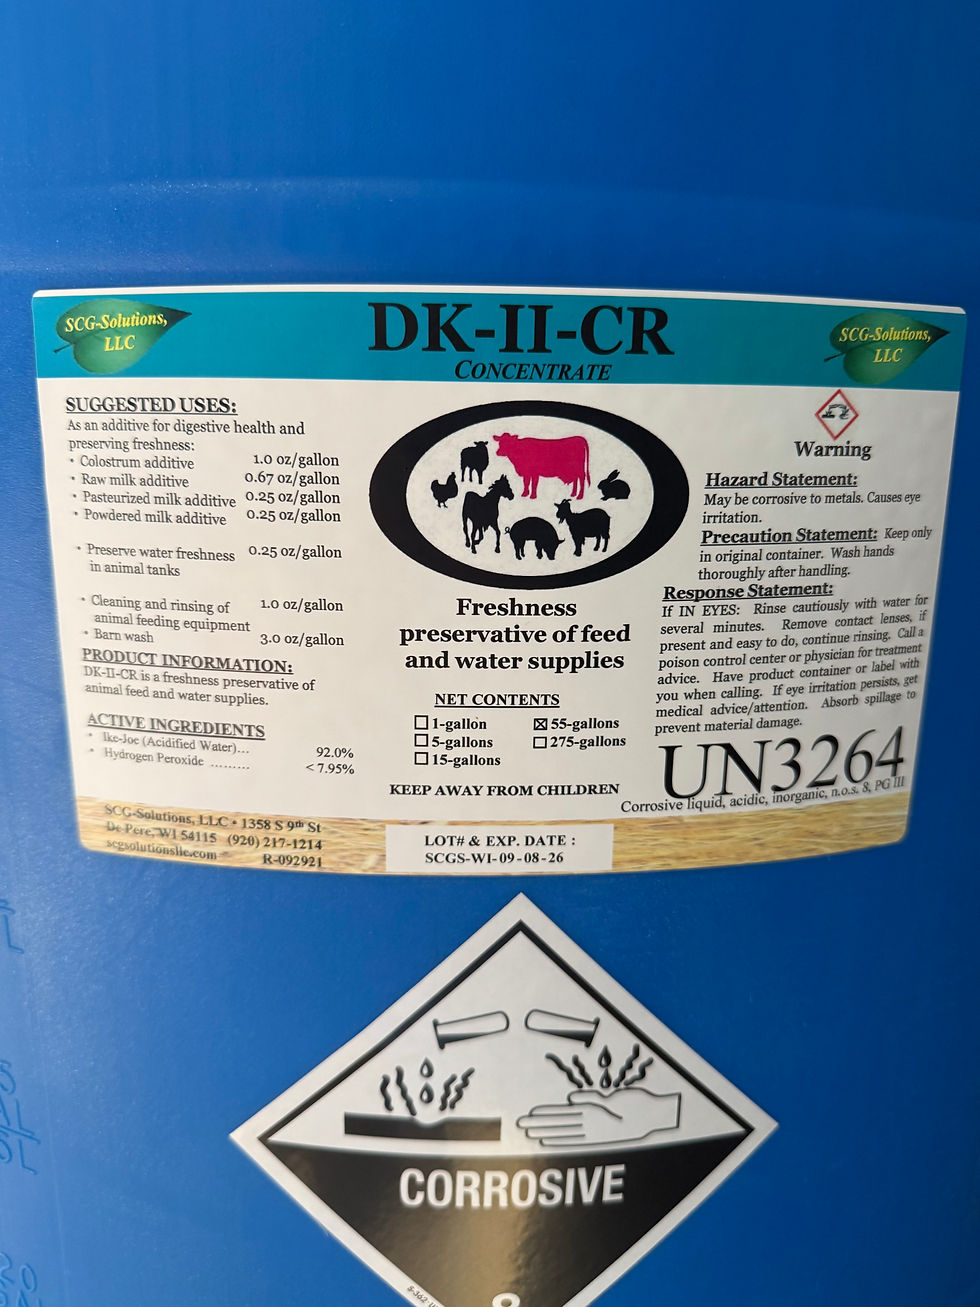 SCG-Solutions,
LLC
DK-II-CR
CONCENTRATE
SCG-Solutions,
LLC
SUGGESTED USES:
As an additive for digestive health and
preserving freshness:
• Colostrum additive 1.0 oz/gallon
• Raw milk additive 0.67 oz/gallon
• Pasteurized milk additive 0.25 oz/gallon
• Powdered milk additive 0.25 oz/gallon
• Preserve water freshness 0.25 oz/gallon
in animal tanks
• Cleaning and rinsing of 1.0 oz/gallon
animal feeding equipment
• Barn wash 3.0 oz/gallon
PRODUCT INFORMATION:
DK-II-CR is a freshness preservative of
animal feed and water supplies.
ACTIVE INGREDIENTS
• Ike-Joe (Acidified Water)... 92.0%
• Hydrogen Peroxide ......... < 7.95%
SCG-Solutions, LLC • 1358 S 9th St
De Pere, WI 54115 (920) 217-1214
scgsolutionsllc.com R-092921
Freshness
preservative of feed
and water supplies
NET CONTENTS
☐ 1-gallon ☒ 55-gallons
☐ 5-gallons ☐ 275-gallons
☐ 15-gallons
KEEP AWAY FROM CHILDREN
LOT# & EXP. DATE :
SCGS-WI-09-08-26
Warning
Hazard Statement:
May be corrosive to metals. Causes eye
irritation.
Precaution Statement: Keep only
in original container. Wash hands
thoroughly after handling.
Response Statement:
If IN EYES: Rinse cautiously with water for
several minutes. Remove contact lenses, if
present and easy to do, continue rinsing. Call a
poison control center or physician for treatment
advice. Have product container or label with
you when calling. If eye irritation persists, get
medical advice/attention. Absorb spillage to
prevent material damage.
UN3264
Corrosive liquid, acidic, inorganic, n.o.s. 8, PG III
CORROSIVE
8